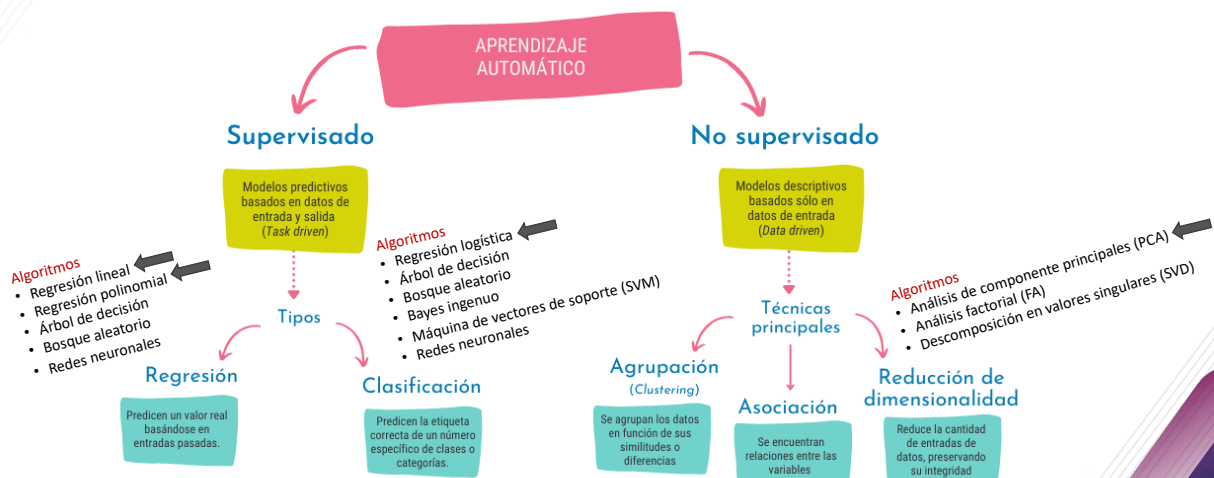 APRENDIZAJE
AUTOMÁTICO
Supervisado
Modelos predictivos
basados en datos de
entrada y salida
(Task driven)
Algoritmos
• Regresión lineal
• Regresión polinomial
• Árbol de decisión
• Bosque aleatorio
• Redes neuronales
Algoritmos
• Regresión logística
• Árbol de decisión
• Bosque aleatorio
• Bayes ingenuo
• Máquina de vectores de soporte (SVM)
• Redes neuronales
Tipos
Regresión
Predicen un valor real
basándose en
entradas pasadas.
Clasificación
Predicen la etiqueta
correcta de un número
específico de clases o
categorías.
No supervisado
Modelos descriptivos
basados sólo en
datos de entrada
(Data driven)
Algoritmos
• Análisis de componente principales (PCA)
• Análisis factorial (FA)
• Descomposición en valores singulares (SVD)
Técnicas
principales
Agrupación
(Clustering)
Se agrupan los datos
en función de sus
similitudes o
diferencias
Asociación
Se encuentran
relaciones entre las
variables
Reducción de
dimensionalidad
Reduce la cantidad
de entradas de
datos, preservando
su integridad